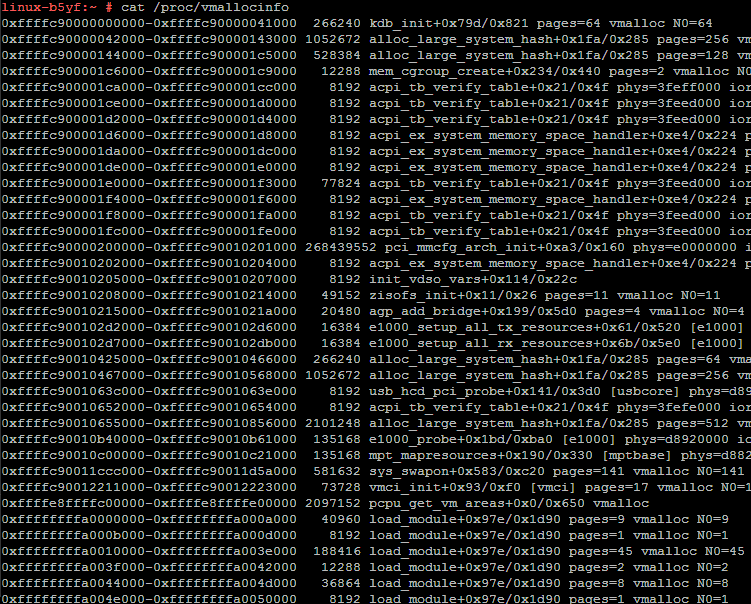 linux-b5yf:~ # cat /proc/vmallocinfo
0xffffc90000000000-0xffffc90000041000  266240 kdb_init+0x79d/0x821 pages=64 vmalloc N0=64
0xffffc90000042000-0xffffc90000143000 1052672 alloc_large_system_hash+0x1fa/0x285 pages=256 vm
0xffffc90000144000-0xffffc900001c5000  528384 alloc_large_system_hash+0x1fa/0x285 pages=128 vm
0xffffc900001c6000-0xffffc900001c9000   12288 mem_cgroup_create+0x234/0x440 pages=2 vmalloc N0
0xffffc900001ca000-0xffffc900001cc000    8192 acpi_tb_verify_table+0x21/0x4f phys=3feff000 ior
0xffffc900001ce000-0xffffc900001d0000    8192 acpi_tb_verify_table+0x21/0x4f phys=3feed000 ior
0xffffc900001d2000-0xffffc900001d4000    8192 acpi_tb_verify_table+0x21/0x4f phys=3feed000 ior
0xffffc900001d6000-0xffffc900001d8000    8192 acpi_ex_system_memory_space_handler+0xe4/0x224 p
0xffffc900001da000-0xffffc900001dc000    8192 acpi_ex_system_memory_space_handler+0xe4/0x224 p
0xffffc900001de000-0xffffc900001e0000    8192 acpi_ex_system_memory_space_handler+0xe4/0x224 p
0xffffc900001e0000-0xffffc900001f3000   77824 acpi_tb_verify_table+0x21/0x4f phys=3feed000 ior
0xffffc900001f4000-0xffffc900001f6000    8192 acpi_ex_system_memory_space_handler+0xe4/0x224 p
0xffffc900001f8000-0xffffc900001fa000    8192 acpi_tb_verify_table+0x21/0x4f phys=3feed000 ior
0xffffc900001fc000-0xffffc900001fe000    8192 acpi_tb_verify_table+0x21/0x4f phys=3feed000 ior
0xffffc90000200000-0xffffc90010201000 268439552 pci_mmcfg_arch_init+0xa3/0x160 phys=e0000000 i
0xffffc90010202000-0xffffc90010204000    8192 acpi_ex_system_memory_space_handler+0xe4/0x224 p
0xffffc90010205000-0xffffc90010207000    8192 init_vdso_vars+0x114/0x22c
0xffffc90010208000-0xffffc90010214000   49152 zisofs_init+0x11/0x26 pages=11 vmalloc N0=11
0xffffc90010215000-0xffffc9001021a000   20480 agp_add_bridge+0x199/0x5d0 pages=4 vmalloc N0=4
0xffffc900102d2000-0xffffc900102d6000   16384 e1000_setup_all_tx_resources+0x61/0x520 [e1000]
0xffffc900102d7000-0xffffc900102db000   16384 e1000_setup_all_rx_resources+0x6b/0x5e0 [e1000]
0xffffc90010425000-0xffffc90010466000  266240 alloc_large_system_hash+0x1fa/0x285 pages=64 vma
0xffffc90010467000-0xffffc90010568000 1052672 alloc_large_system_hash+0x1fa/0x285 pages=256 vm
0xffffc9001063c000-0xffffc9001063e000    8192 usb_hcd_pci_probe+0x141/0x3d0 [usbcore] phys=d89
0xffffc90010652000-0xffffc90010654000    8192 acpi_tb_verify_table+0x21/0x4f phys=3fefe000 ior
0xffffc90010655000-0xffffc90010856000 2101248 alloc_large_system_hash+0x1fa/0x285 pages=512 vm
0xffffc90010b40000-0xffffc90010b61000  135168 e1000_probe+0x1bd/0xba0 [e1000] phys=d8920000 io
0xffffc90010c00000-0xffffc90010c21000  135168 mpt_mapresources+0x190/0x330 [mptbase] phys=d882
0xffffc90011ccc000-0xffffc90011d5a000  581632 sys_swapon+0x583/0xc20 pages=141 vmalloc N0=141
0xffffc90012211000-0xffffc90012223000   73728 vmci_init+0x93/0xf0 [vmci] pages=17 vmalloc N0=1
0xffffe8ffffc00000-0xffffe8ffffe00000 2097152 pcpu_get_vm_areas+0x0/0x650 vmalloc
0xffffffffa0000000-0xffffffffa000a000   40960 load_module+0x97e/0x1d90 pages=9 vmalloc N0=9
0xffffffffa000b000-0xffffffffa000d000    8192 load_module+0x97e/0x1d90 pages=1 vmalloc N0=1
0xffffffffa0010000-0xffffffffa003e000  188416 load_module+0x97e/0x1d90 pages=45 vmalloc N0=45
0xffffffffa003f000-0xffffffffa0042000   12288 load_module+0x97e/0x1d90 pages=2 vmalloc N0=2
0xffffffffa0044000-0xffffffffa004d000   36864 load_module+0x97e/0x1d90 pages=8 vmalloc N0=8
0xffffffffa004e000-0xffffffffa0050000    8192 load_module+0x97e/0x1d90 pages=1 vmalloc N0=1